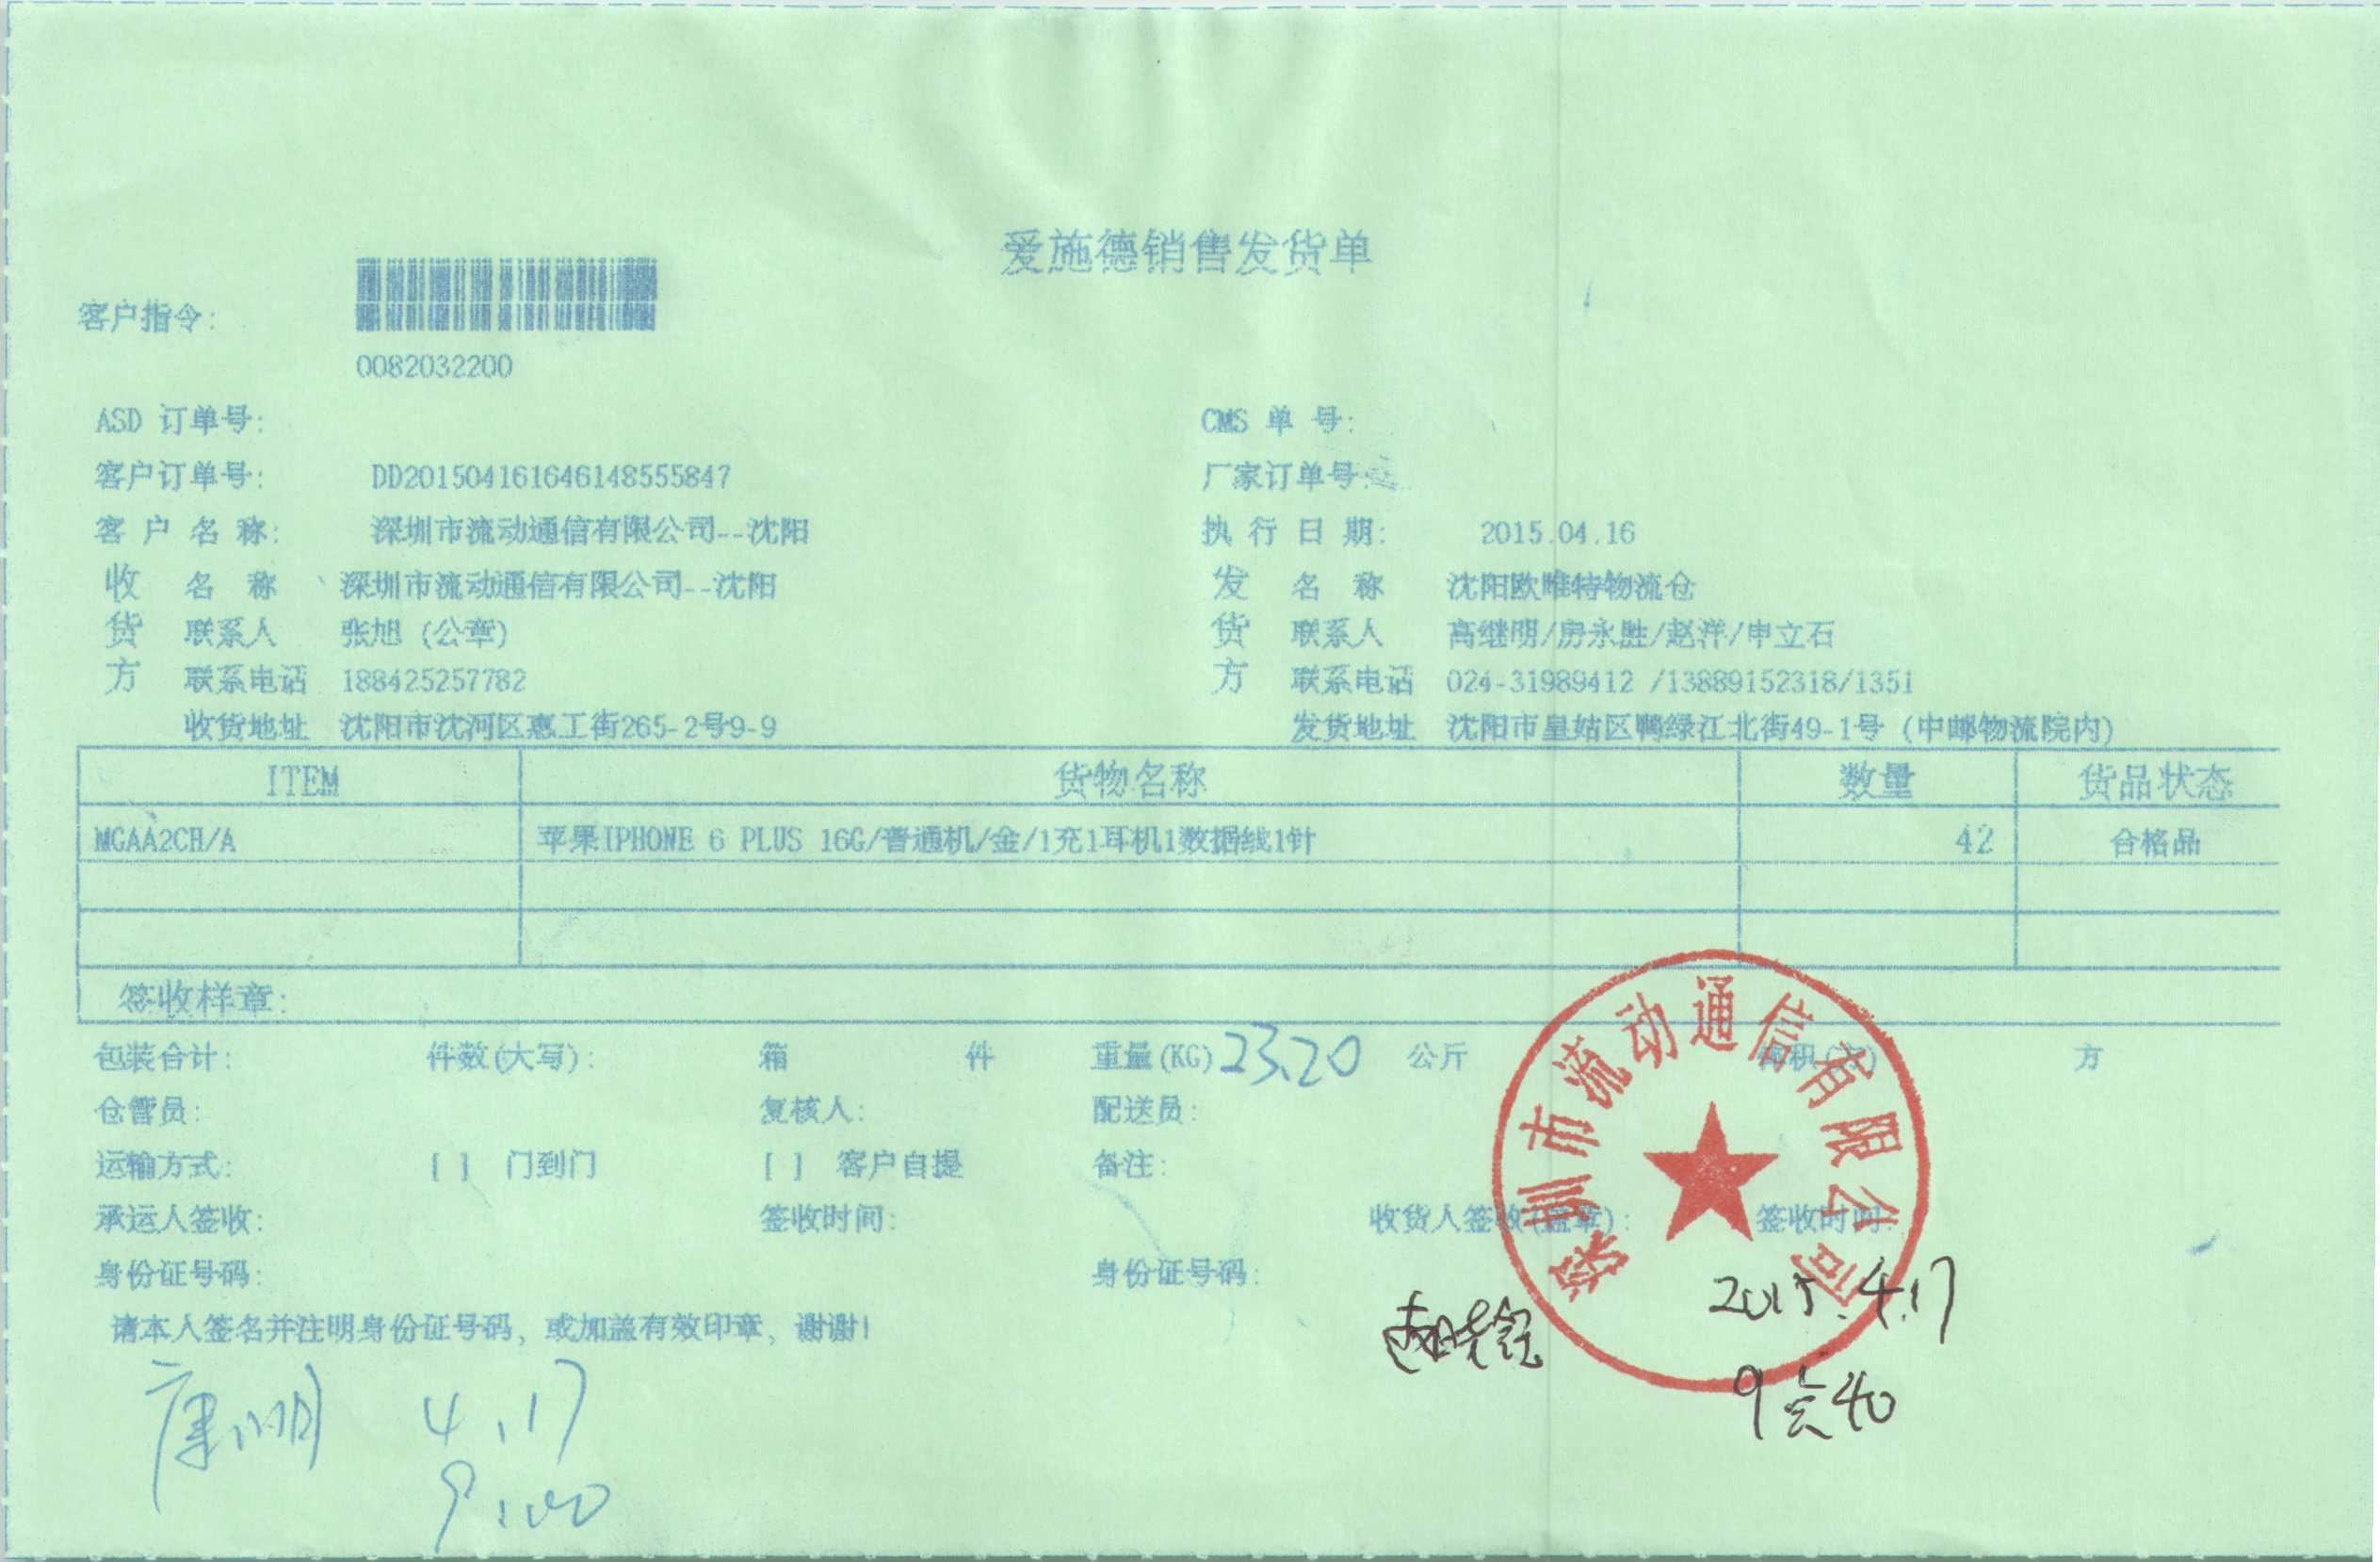 爱施德销售发货单
客户指令:
0082032200
ASD 订单号: CMS 单 号:
客户订单号: DD20150416164614855847 厂家订单号:
客 户 名 称: 深圳市流动通信有限公司--沈阳 执 行 日 期: 2015.04.16
收 名 称 深圳市流动通信有限公司--沈阳 发 名 称 沈阳欧唯特物流仓
货 联系人 张旭 (公章) 货 联系人 高继明/房永胜/赵洋/申立石
方 联系电话 188425257782 方 联系电话 024-31989412 /13889152318/1351
收货地址 沈阳市沈河区惠工街265-2号9-9 发货地址 沈阳市皇姑区鸭绿江北街49-1号 (中邮物流院内)
ITEM 货物名称 数量 货品状态
MGAA2CH/A 苹果IPHONE 6 PLUS 16G/普通机/金/1充1耳机1数据线1针 42 合格品
签收样章:
包装合计: 件数(大写): 箱 件 重量(KG) 23.20 公斤 体积(方) 方
仓管员: 复核人: 配送员:
运输方式: [ ] 门到门 [ ] 客户自提 备注:
承运人签收: 签收时间: 收货人签收(盖章): 签收时间:
身份证号码: 身份证号码:
请本人签名并注明身份证号码, 或加盖有效印章, 谢谢!
深圳市流动通信有限公司
2015.4.17
9点40
康明 4.17
9:00